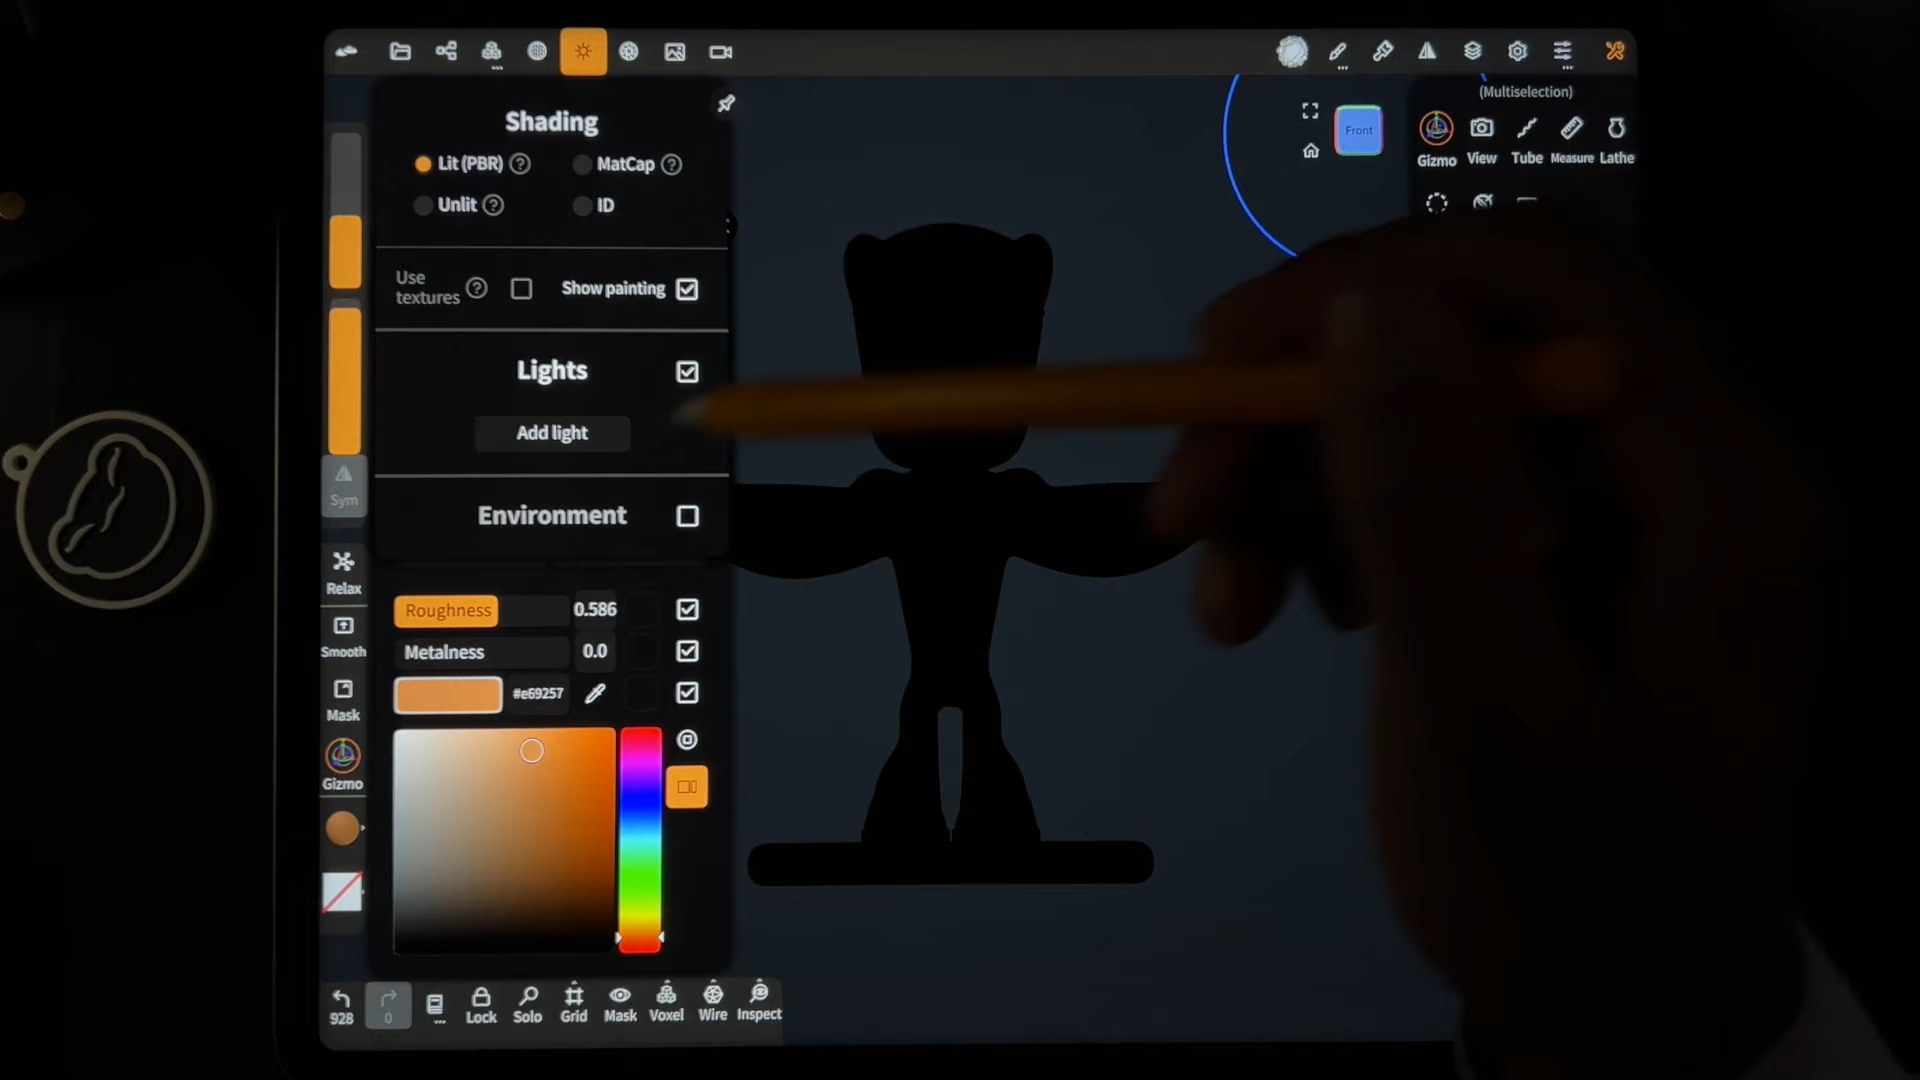 Shading
Lit (PBR) ?
MatCap ?
Unlit ?
ID
Use textures ?
Show painting
Lights
Add light
Environment
Roughness 0.586
Metalness 0.0
#e69257
Sym
Relax
Smooth
Mask
Gizmo
928
0
Lock
Solo
Grid
Mask
Voxel
Wire
Inspect
Front
(Multiselection)
Gizmo
View
Tube
Measure
Lathe